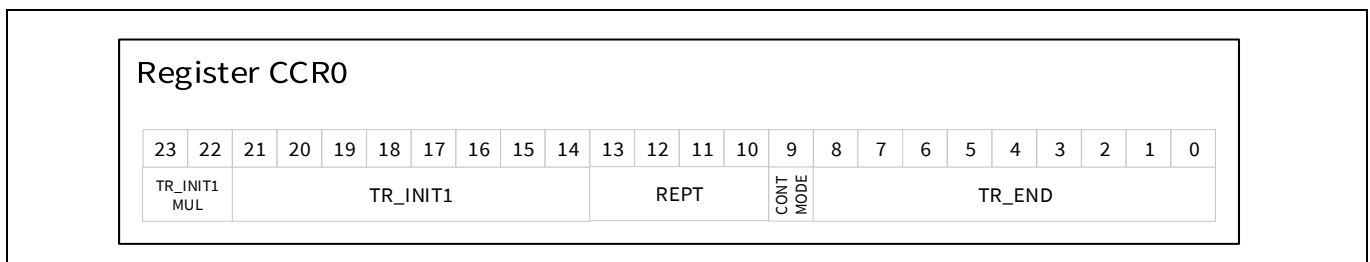 Register CCR0
23 22 21 20 19 18 17 16 15 14 13 12 11 10 9 8 7 6 5 4 3 2 1 0
TR_INIT1
MUL
TR_INIT1
REPT
CONT
MODE
TR_END